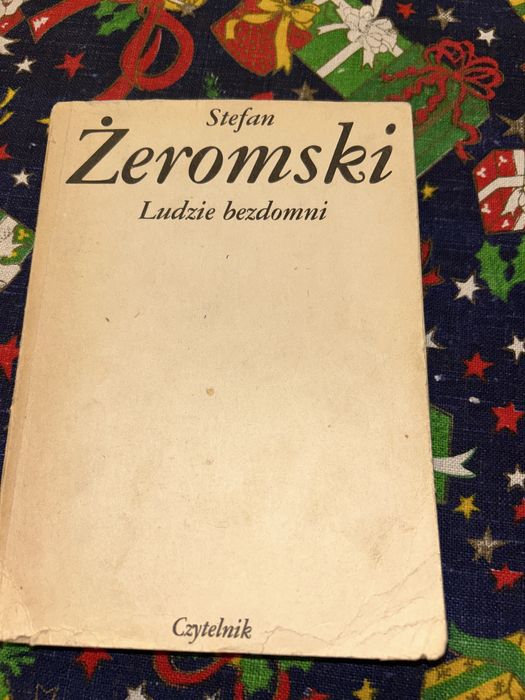 Stefan
Żeromski
Ludzie bezdomni
Czytelnik